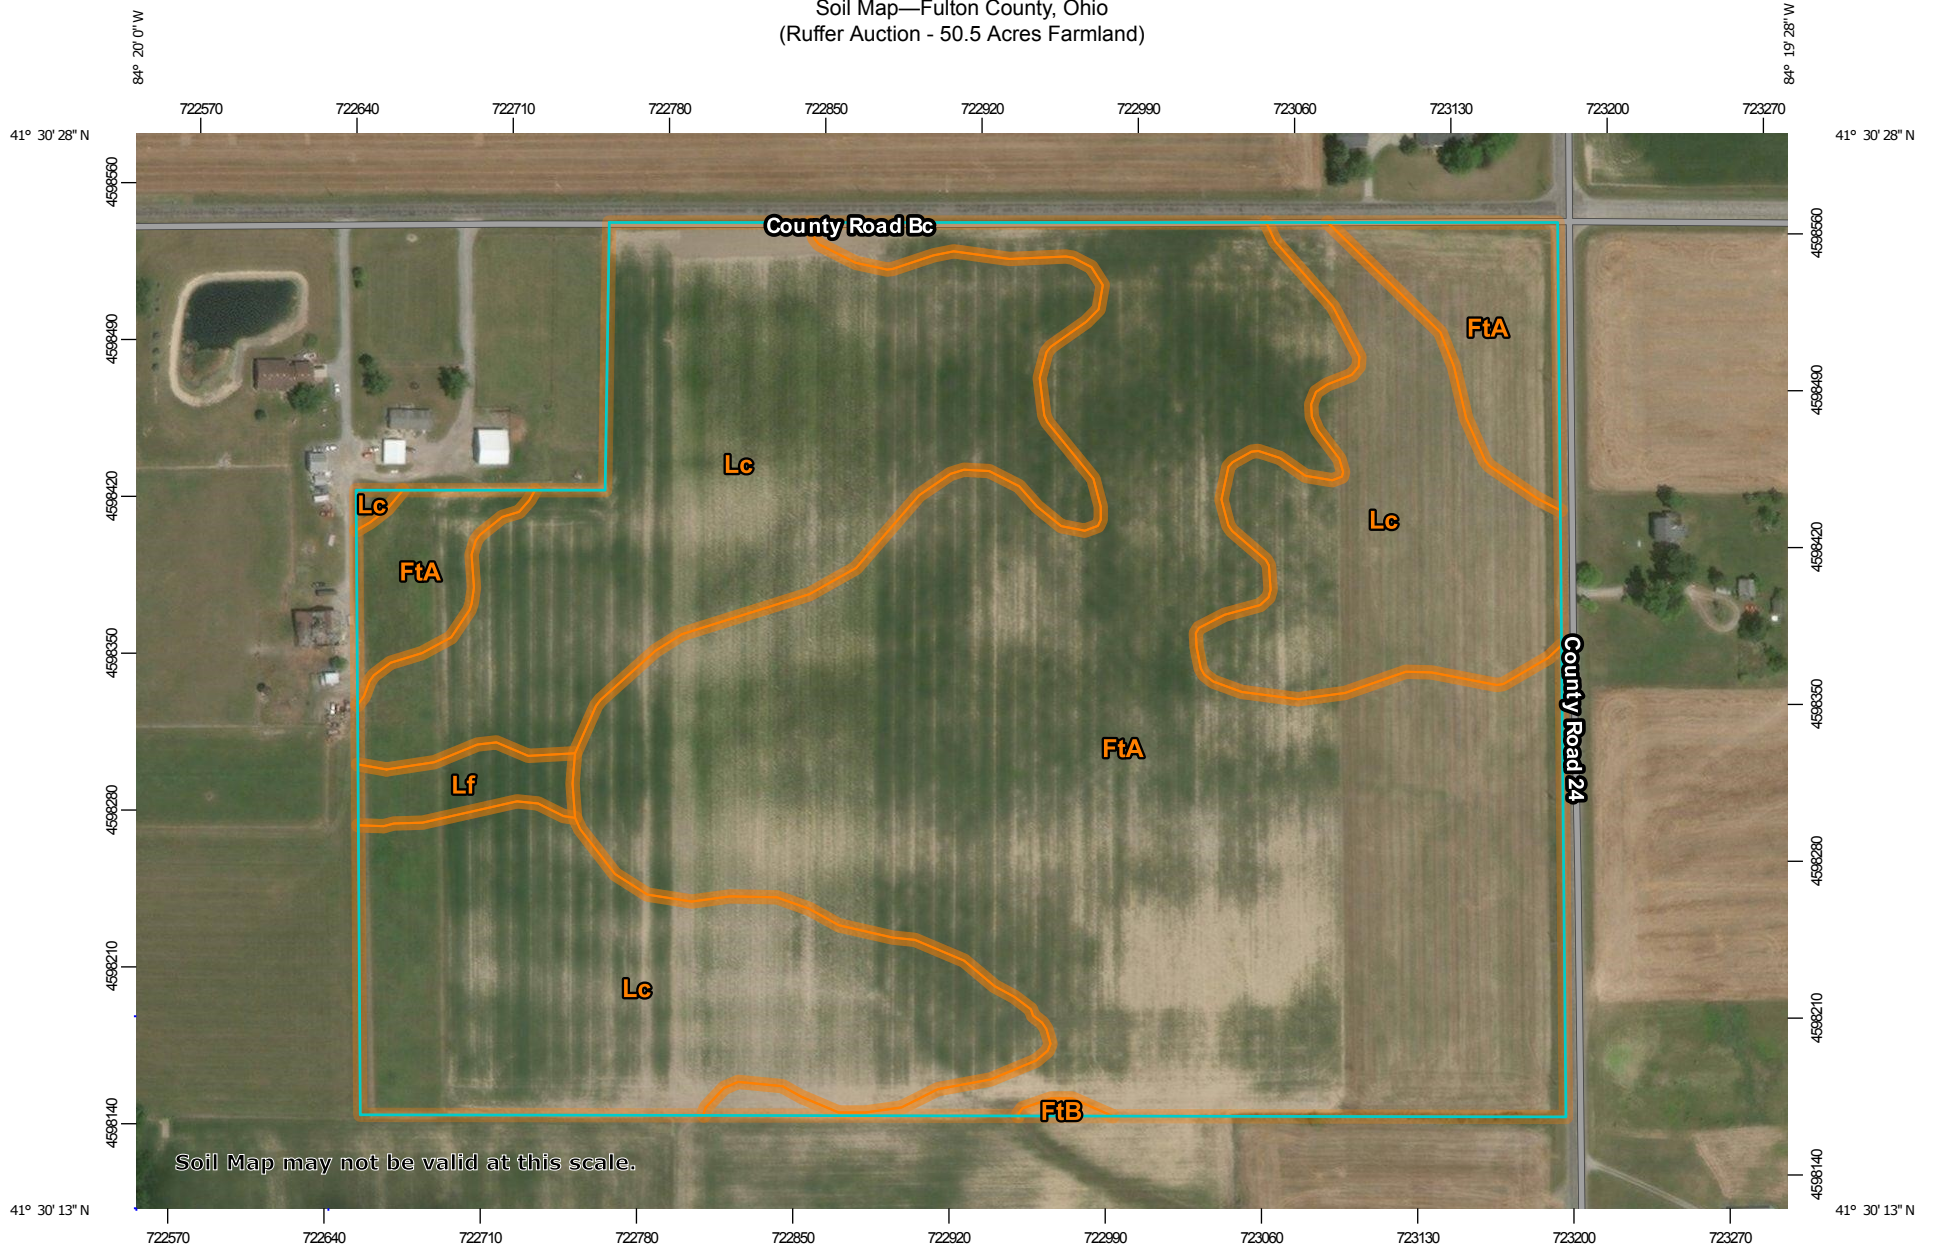 Soil Map—Fulton County, Ohio
(Ruffer Auction - 50.5 Acres Farmland)
84° 20' 0'' W
84° 19' 28'' W
722570 722640 722710 722780 722850 722920 722990 723060 723130 723200 723270
41° 30' 28'' N
41° 30' 28'' N
4598560
4598490
4598420
4598350
4598280
4598210
4598140
County Road Bc
FtA
Lc
Lc
Lc
FtA
FtA
Lf
Lc
FtB
County Road 24
4598560
4598490
4598420
4598350
4598280
4598210
4598140
Soil Map may not be valid at this scale.
41° 30' 13'' N
41° 30' 13'' N
722570 722640 722710 722780 722850 722920 722990 723060 723130 723200 723270